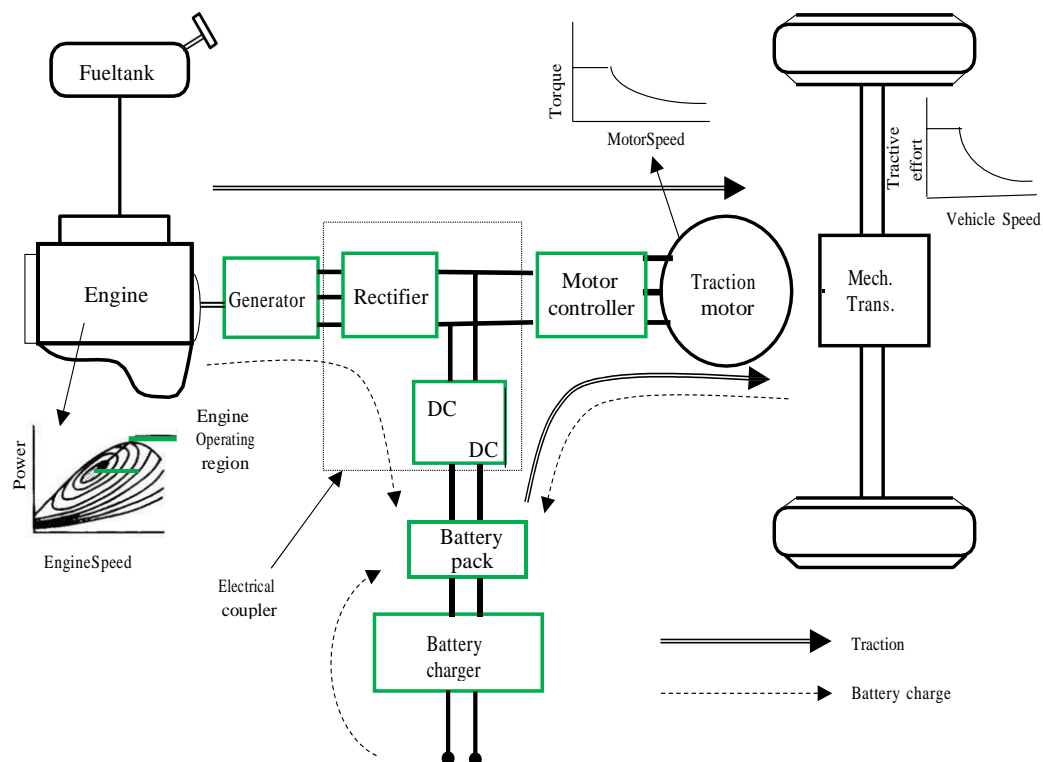 Fueltank
Torque
MotorSpeed
Tractive
effort
Vehicle Speed
Engine
Generator
Rectifier
Motor
controller
Traction
motor
Mech.
Trans.
DC
DC
Engine
Operating
region
Power
EngineSpeed
Battery
pack
Electrical
coupler
Battery
charger
Traction
Battery charge